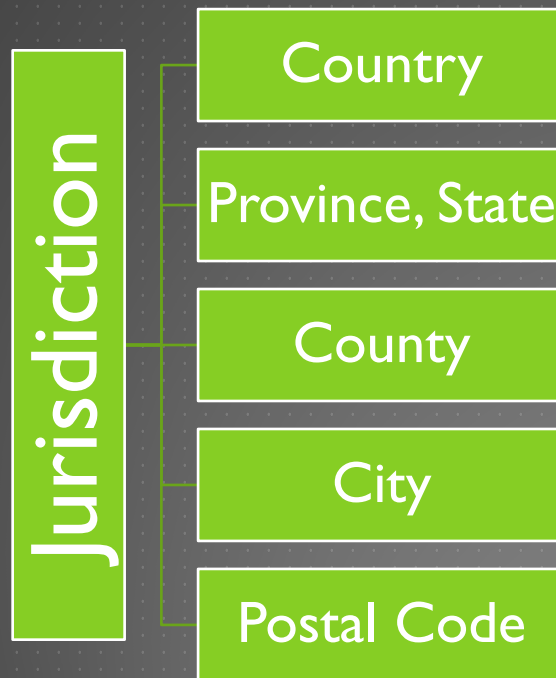 Jurisdiction
Country
Province, State
County
City
Postal Code